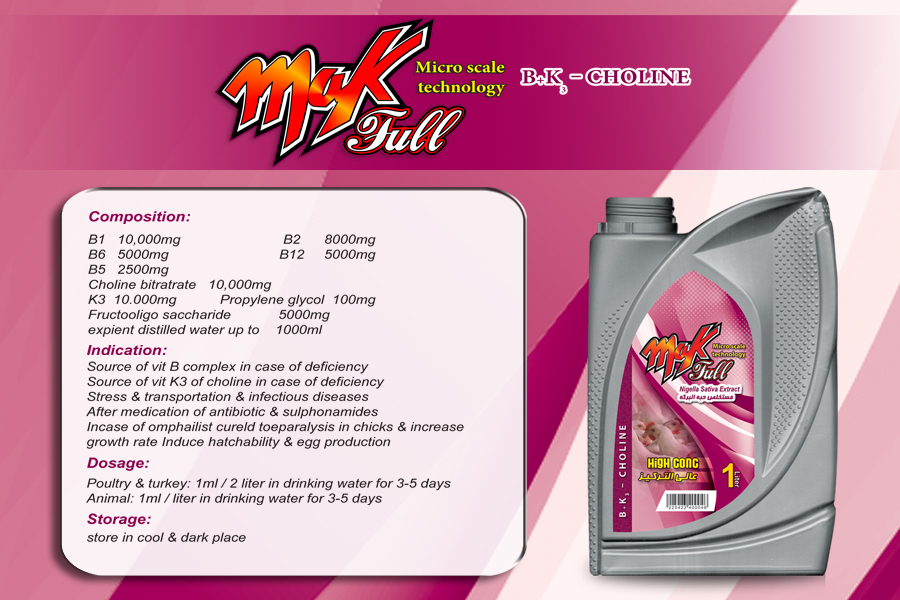 Mak Full
Micro scale
technology
B+K3 - CHOLINE
Composition:
B1 10,000mg B2 8000mg
B6 5000mg B12 5000mg
B5 2500mg
Choline bitratrate 10,000mg
K3 10.000mg Propylene glycol 100mg
Fructooligo saccharide 5000mg
expient distilled water up to 1000ml
Indication:
Source of vit B complex in case of deficiency
Source of vit K3 of choline in case of deficiency
Stress & transportation & infectious diseases
After medication of antibiotic & sulphonamides
Incase of omphailist cureld toeparalysis in chicks & increase
growth rate Induce hatchability & egg production
Dosage:
Poultry & turkey: 1ml / 2 liter in drinking water for 3-5 days
Animal: 1ml / liter in drinking water for 3-5 days
Storage:
store in cool & dark place
Mak Full
Micro scale
technology
Nigella Sativa Extract
مستخلص حبه البركه
B.K3 - CHOLINE
HiGH CONC
عالي التركيز
1 Liter